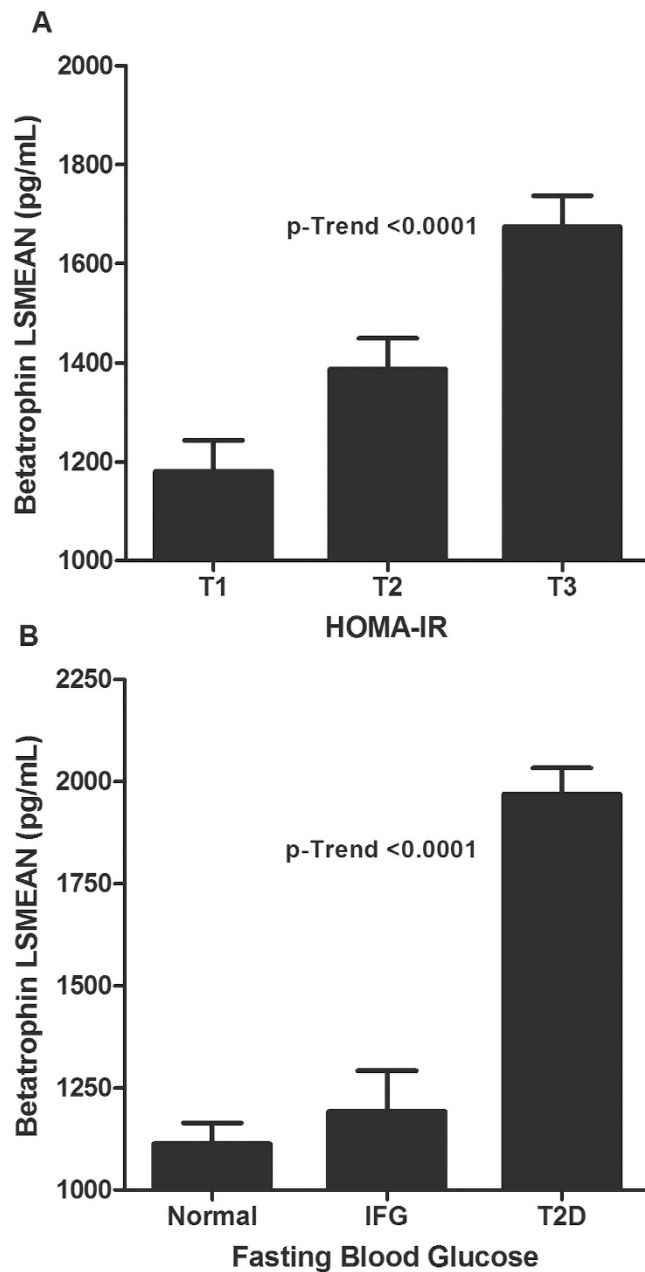 A
Betatrophin LSMEAN (pg/mL)
2000
1800
1600
1400
1200
1000
p-Trend <0.0001
T1 T2 T3
HOMA-IR
B
Betatrophin LSMEAN (pg/mL)
2250
2000
1750
1500
1250
1000
p-Trend <0.0001
Normal IFG T2D
Fasting Blood Glucose